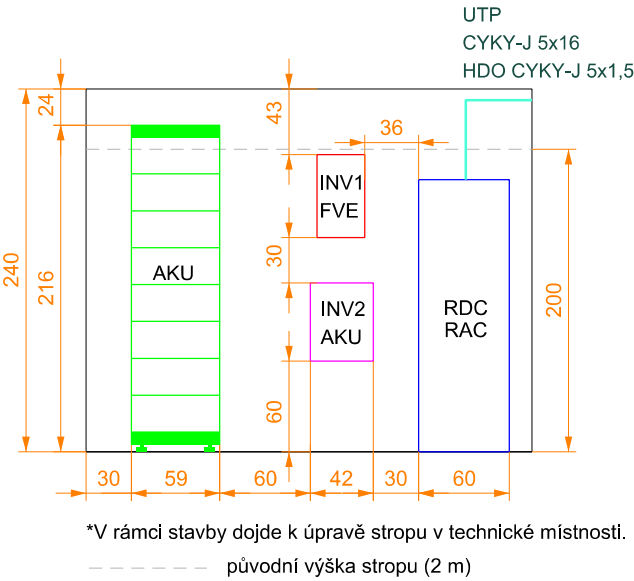 UTP
CYKY-J 5x16
HDO CYKY-J 5x1,5
24
43
36
INV1
FVE
240
216
AKU
30
INV2
AKU
RDC
RAC
200
60
30
59
60
42
30
60
*V rámci stavby dojde k úpravě stropu v technické místnosti.
původní výška stropu (2 m)